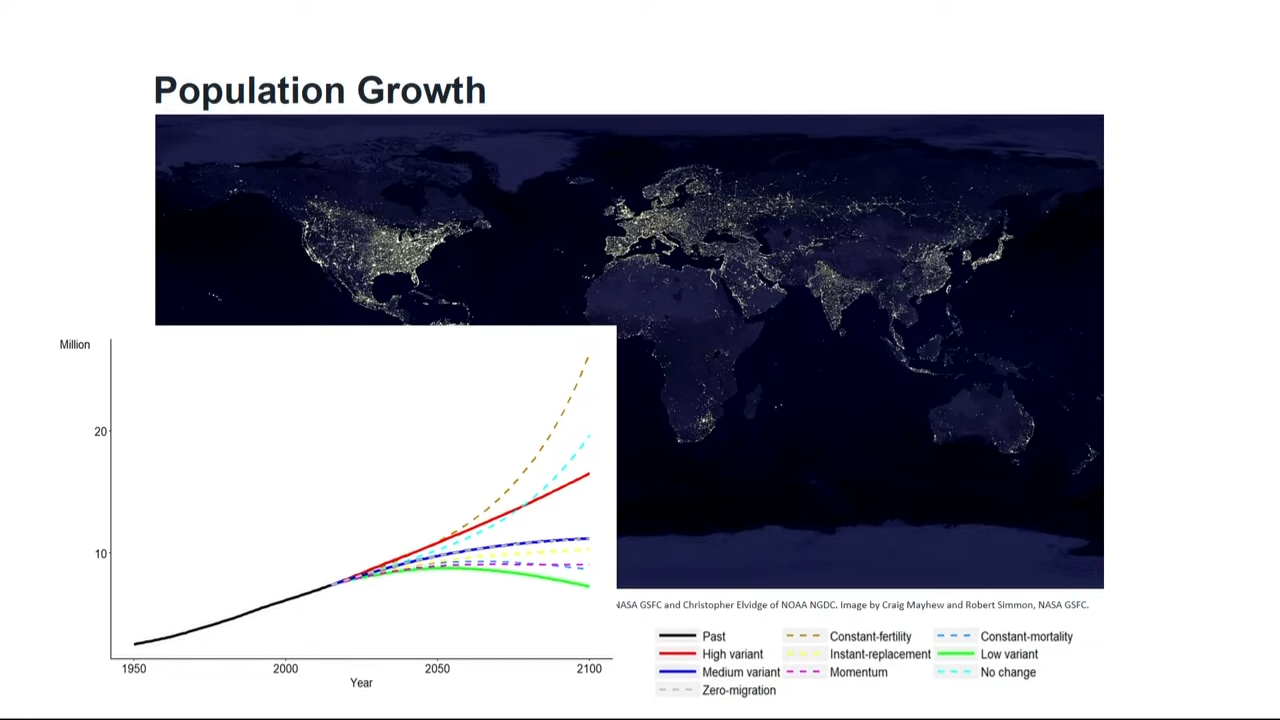 Population Growth
Million
20
10
1950 2000 2050 2100
Year
NASA GSFC and Christopher Elvidge of NOAA NGDC. Image by Craig Mayhew and Robert Simmon, NASA GSFC.
Past Constant-fertility Constant-mortality
High variant Instant-replacement Low variant
Medium variant Momentum No change
Zero-migration